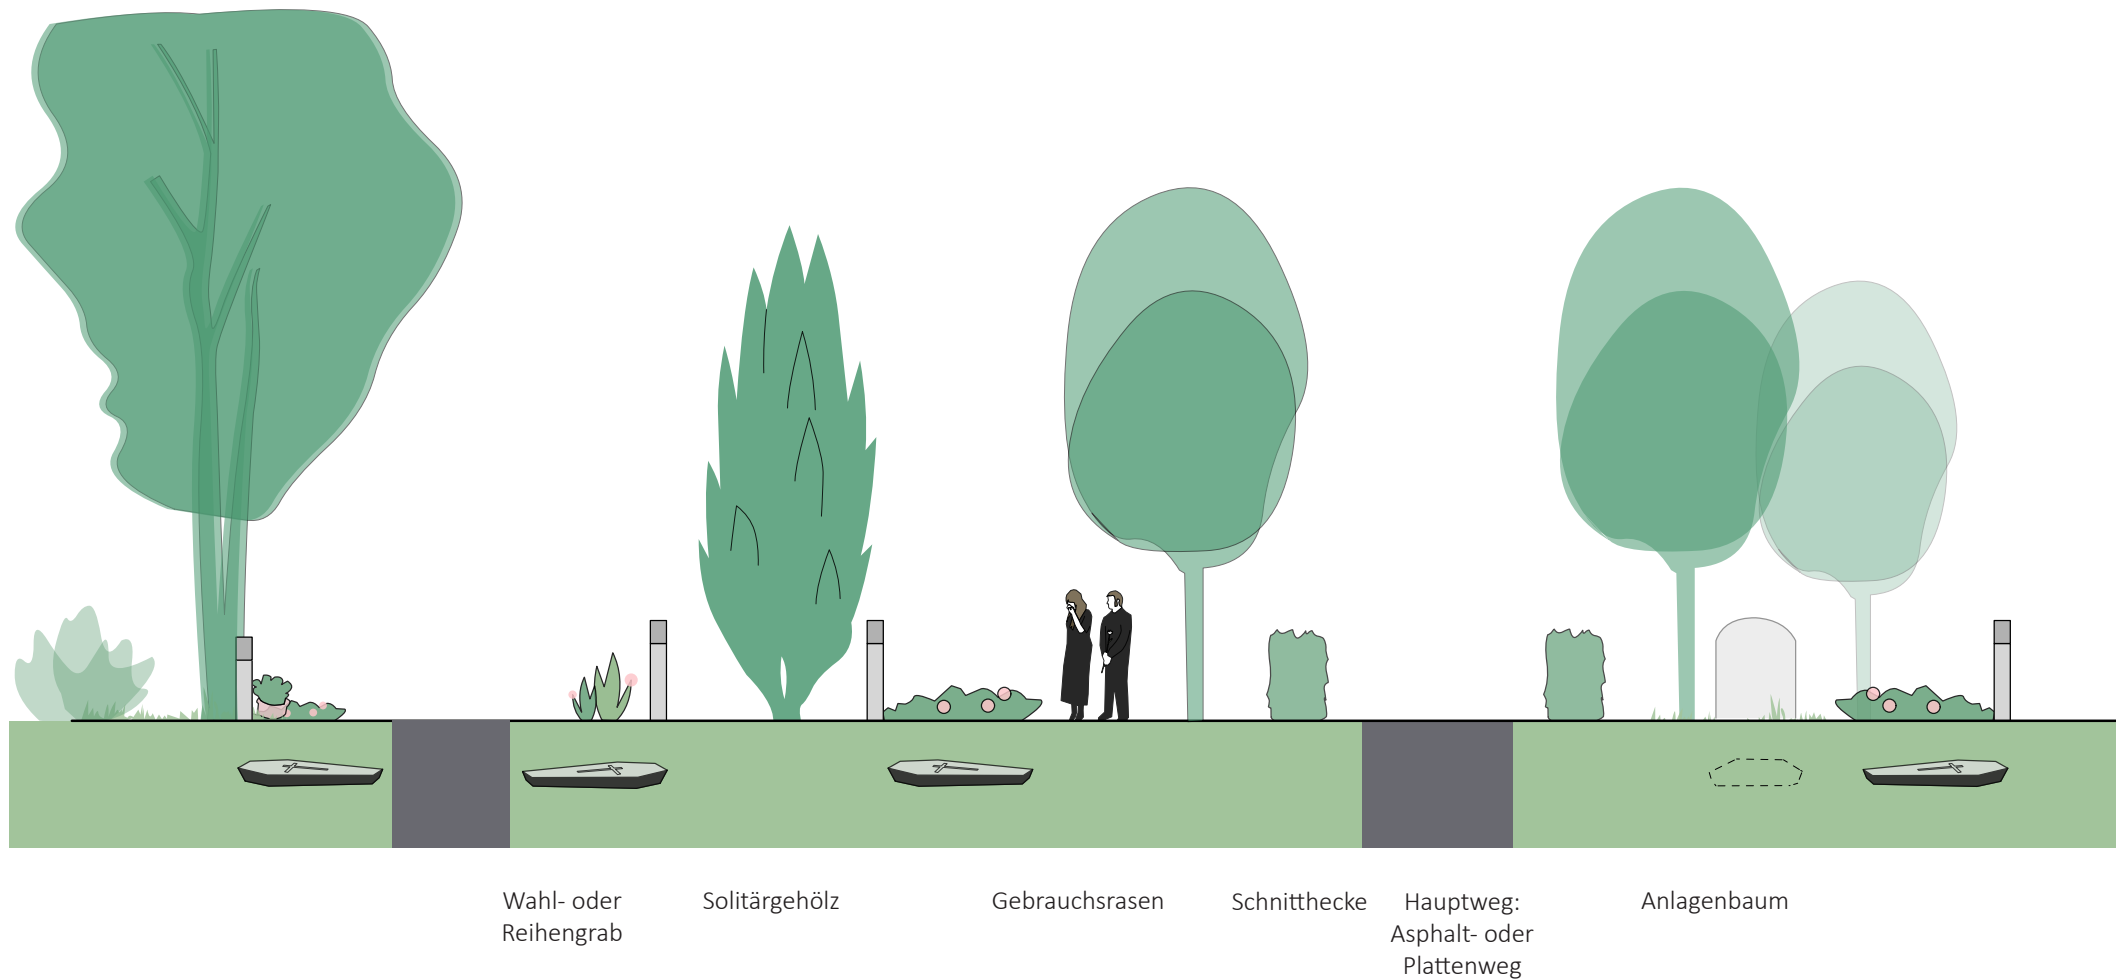 Wahl- oder
Reihengrab
Solitärgehölz
Gebrauchsrasen
Schnitthecke
Hauptweg:
Asphalt- oder
Plattenweg
Anlagenbaum